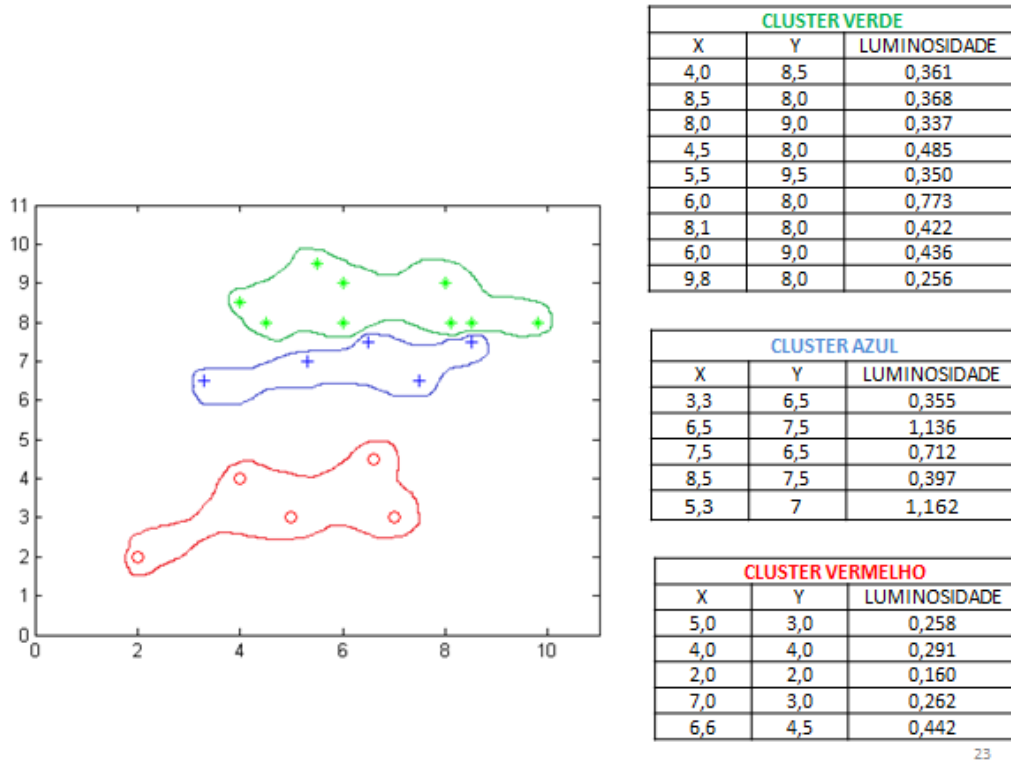 CLUSTER VERDE
X Y LUMINOSIDADE
4,0 8,5 0,361
8,5 8,0 0,368
8,0 9,0 0,337
4,5 8,0 0,485
5,5 9,5 0,350
6,0 8,0 0,773
8,1 8,0 0,422
6,0 9,0 0,436
9,8 8,0 0,256
11
10
9
8
7
6
5
4
3
2
1
0
0 2 4 6 8 10
CLUSTER AZUL
X Y LUMINOSIDADE
3,3 6,5 0,355
6,5 7,5 1,136
7,5 6,5 0,712
8,5 7,5 0,397
5,3 7 1,162
CLUSTER VERMELHO
X Y LUMINOSIDADE
5,0 3,0 0,258
4,0 4,0 0,291
2,0 2,0 0,160
7,0 3,0 0,262
6,6 4,5 0,442
23